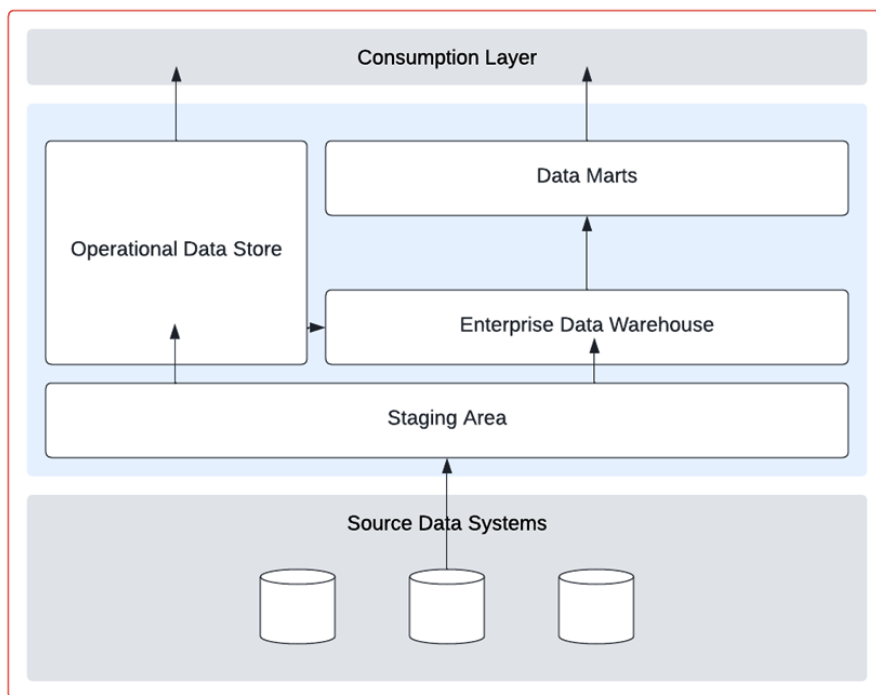 Consumption Layer
Data Marts
Operational Data Store
Enterprise Data Warehouse
Staging Area
Source Data Systems